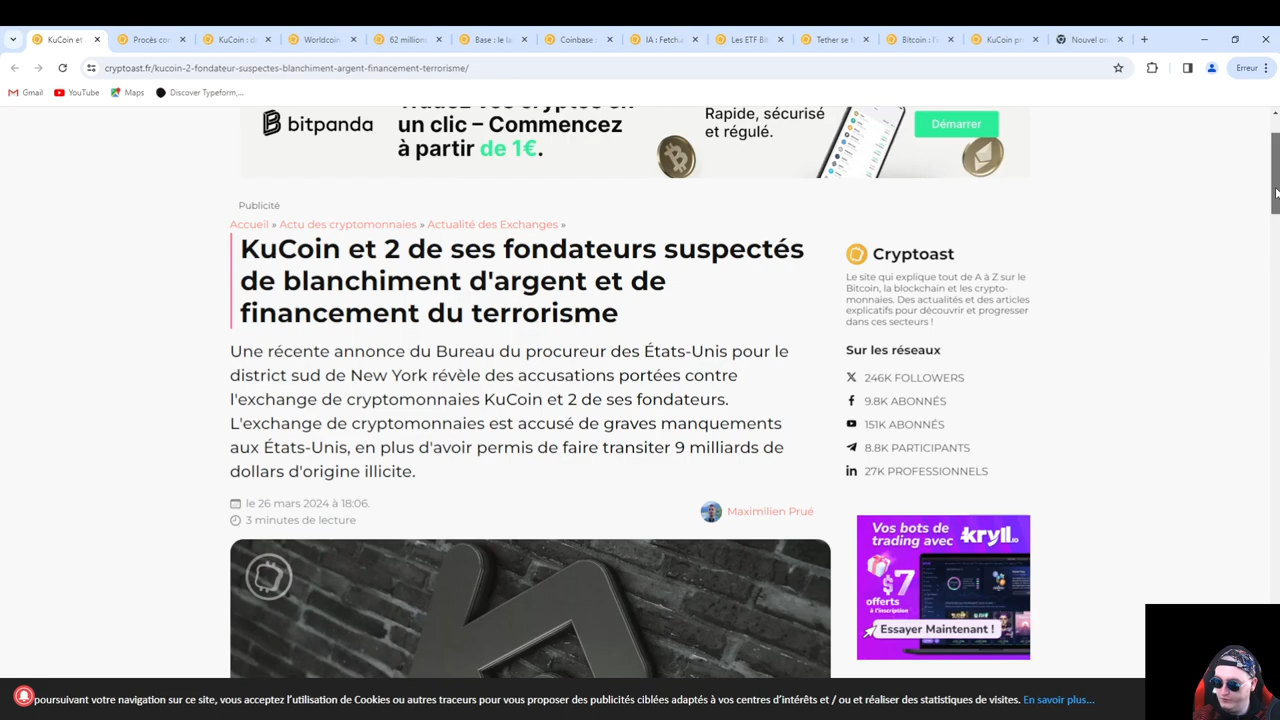 KuCoin et
Procès co
KuCoin : d
Worldcoin
62 million
Base : le l
Coinbase :
IA : Fetch.
Les ETF Bi
Tether se
Bitcoin : l'
KuCoin pr
Nouvel on
cryptoast.fr/kucoin-2-fondateur-suspectes-blanchiment-argent-financement-terrorisme/
Erreur
Gmail
YouTube
Maps
Discover Typeform,...
bitpanda
un clic – Commencez
à partir de 1€.
Rapide, sécurisé
et régulé.
Démarrer
Publicité
Accueil » Actu des cryptomonnaies » Actualité des Exchanges »
KuCoin et 2 de ses fondateurs suspectés
de blanchiment d'argent et de
financement du terrorisme
Une récente annonce du Bureau du procureur des États-Unis pour le
district sud de New York révèle des accusations portées contre
l'exchange de cryptomonnaies KuCoin et 2 de ses fondateurs.
L'exchange de cryptomonnaies est accusé de graves manquements
aux États-Unis, en plus d'avoir permis de faire transiter 9 milliards de
dollars d'origine illicite.
le 26 mars 2024 à 18:06.
3 minutes de lecture
Maximilien Prué
Cryptoast
Le site qui explique tout de A à Z sur le
Bitcoin, la blockchain et les crypto-
monnaies. Des actualités et des articles
explicatifs pour découvrir et progresser
dans ces secteurs !
Sur les réseaux
246K FOLLOWERS
9.8K ABONNÉS
151K ABONNÉS
8.8K PARTICIPANTS
27K PROFESSIONNELS
Vos bots de
trading avec kryll.io
$7
offerts
à l'inscription
Essayer Maintenant !
poursuivant votre navigation sur ce site, vous acceptez l'utilisation de Cookies ou autres traceurs pour vous proposer des publicités ciblées adaptés à vos centres d'intérêts et / ou et réaliser des statistiques de visites. En savoir plus...